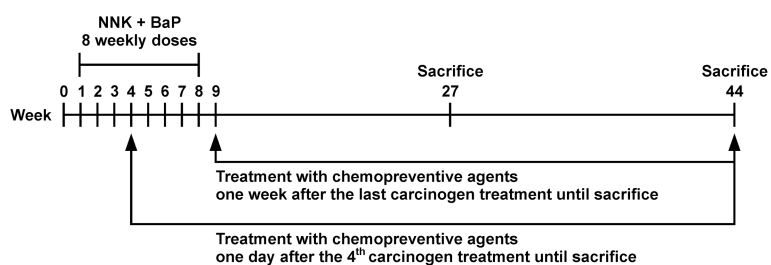 NNK + BaP
8 weekly doses
Sacrifice Sacrifice
0 1 2 3 4 5 6 7 8 9 27 44
Week
Treatment with chemopreventive agents
one week after the last carcinogen treatment until sacrifice
Treatment with chemopreventive agents
one day after the 4th carcinogen treatment until sacrifice